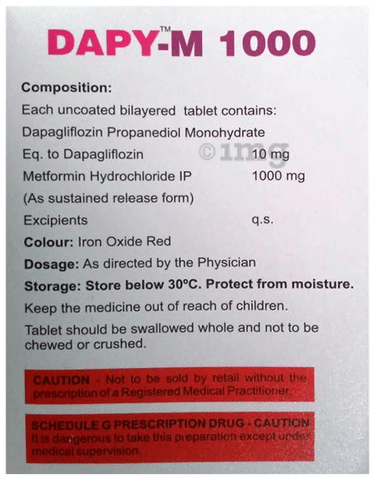 DAPY™-M 1000
Composition:
Each uncoated bilayered tablet contains:
Dapagliflozin Propanediol Monohydrate
Eq. to Dapagliflozin 10 mg
Metformin Hydrochloride IP 1000 mg
(As sustained release form)
Excipients q.s.
Colour: Iron Oxide Red
Dosage: As directed by the Physician
Storage: Store below 30ºC. Protect from moisture.
Keep the medicine out of reach of children.
Tablet should be swallowed whole and not to be
chewed or crushed.
CAUTION - Not to be sold by retail without the
prescription of a Registered Medical Practitioner.
SCHEDULE G PRESCRIPTION DRUG - CAUTION
It is dangerous to take this preparation except under
medical supervision.
© 1mg